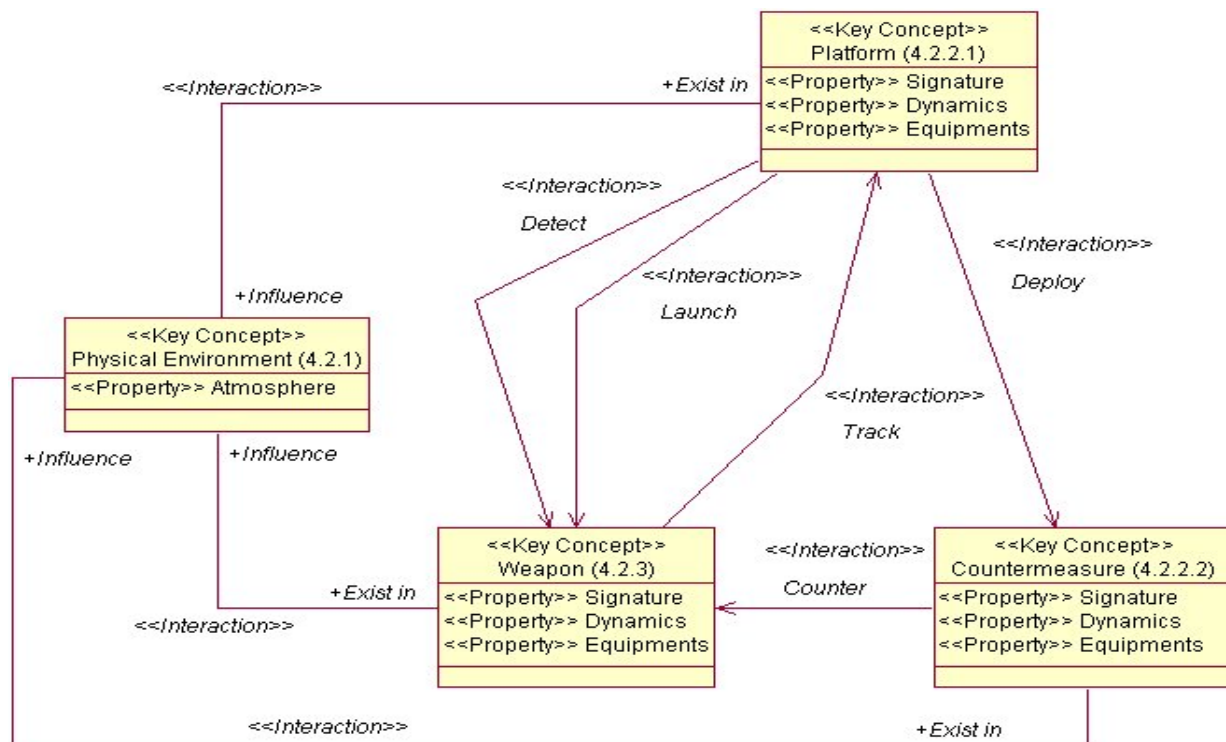 <<Key Concept>>
Platform (4.2.2.1)
<<Property>> Signature
<<Property>> Dynamics
<<Property>> Equipments
<<Interaction>>
+Exist in
<<Interaction>>
Detect
<<Interaction>>
Launch
<<Interaction>>
Deploy
+Influence
<<Key Concept>>
Physical Environment (4.2.1)
<<Property>> Atmosphere
+Influence
+Influence
<<Interaction>>
Track
<<Key Concept>>
Weapon (4.2.3)
<<Property>> Signature
<<Property>> Dynamics
<<Property>> Equipments
<<Interaction>>
Counter
<<Key Concept>>
Countermeasure (4.2.2.2)
<<Property>> Signature
<<Property>> Dynamics
<<Property>> Equipments
+Exist in
<<Interaction>>
<<Interaction>>
+Exist in